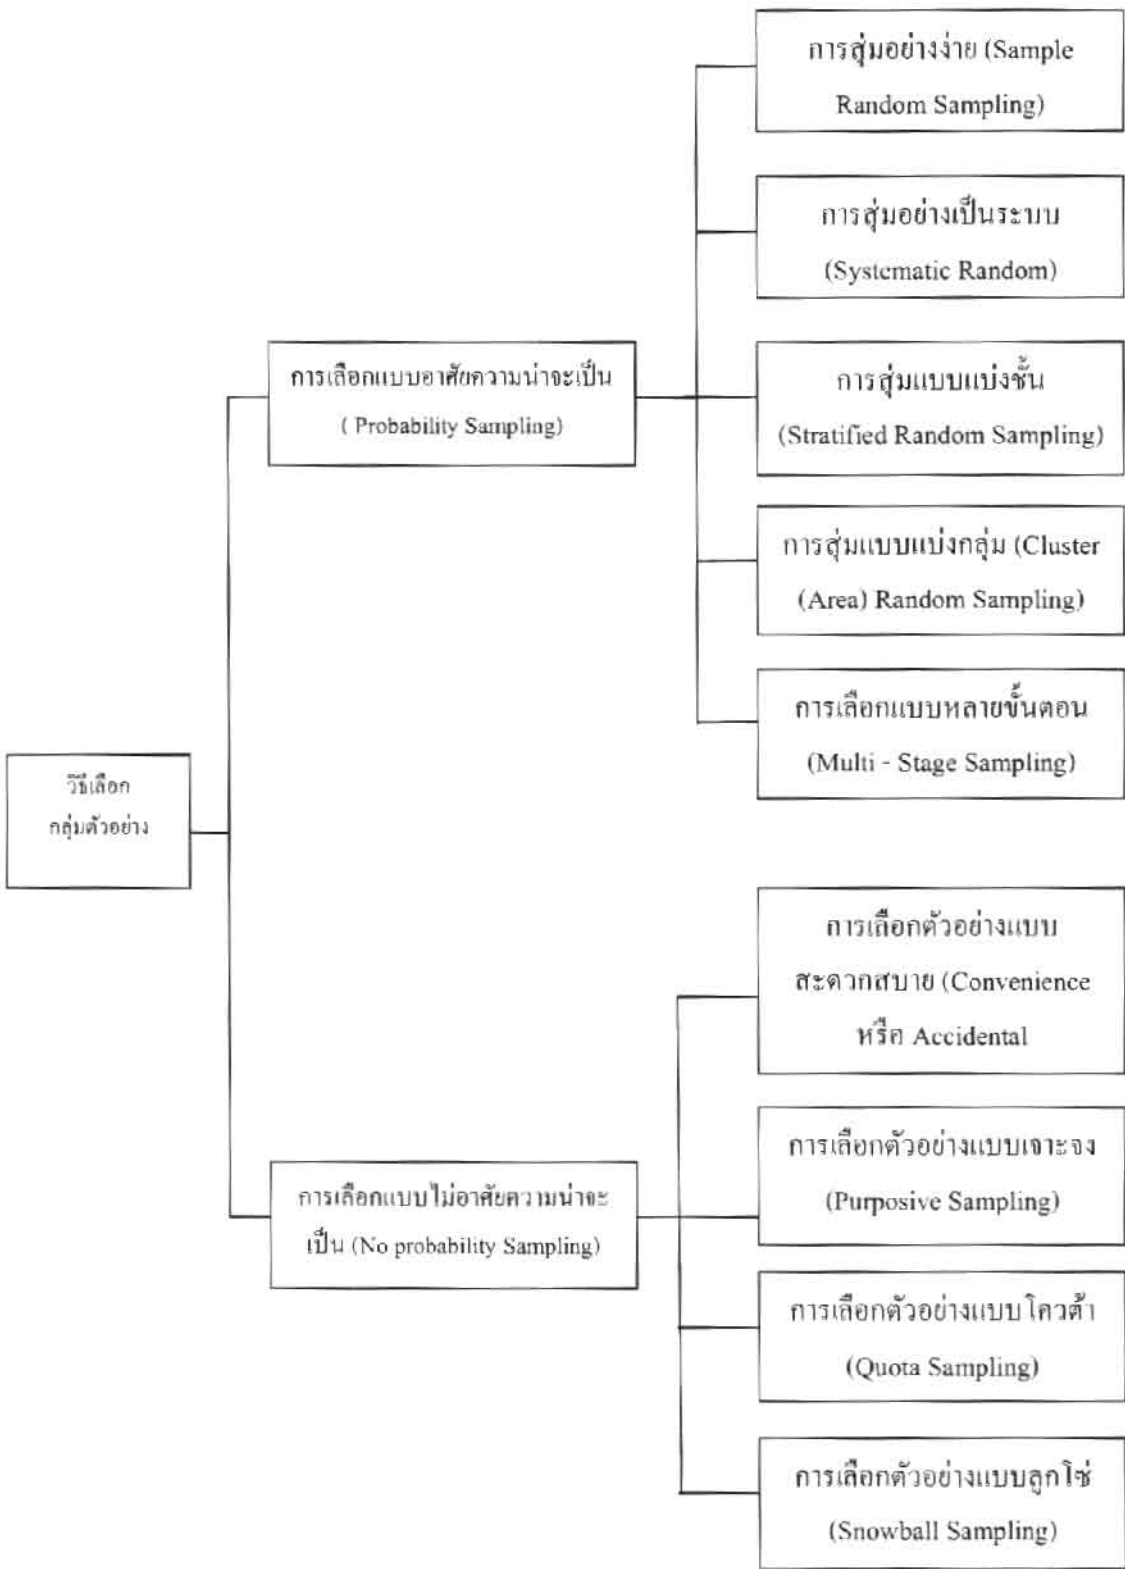 การสุ่มอย่างง่าย (Sample
Random Sampling)
การสุ่มอย่างเป็นระบบ
(Systematic Random)
การเลือกแบบอาศัยความน่าจะเป็น
( Probability Sampling)
การสุ่มแบบแบ่งชั้น
(Stratified Random Sampling)
การสุ่มแบบแบ่งกลุ่ม (Cluster
(Area) Random Sampling)
การเลือกแบบหลายขั้นตอน
(Multi - Stage Sampling)
วิธีเลือก
กลุ่มตัวอย่าง
การเลือกตัวอย่างแบบ
สะดวกสบาย (Convenience
หรือ Accidental
การเลือกแบบไม่อาศัยความน่าจะ
เป็น (No probability Sampling)
การเลือกตัวอย่างแบบเจาะจง
(Purposive Sampling)
การเลือกตัวอย่างแบบโควต้า
(Quota Sampling)
การเลือกตัวอย่างแบบลูกโซ่
(Snowball Sampling)